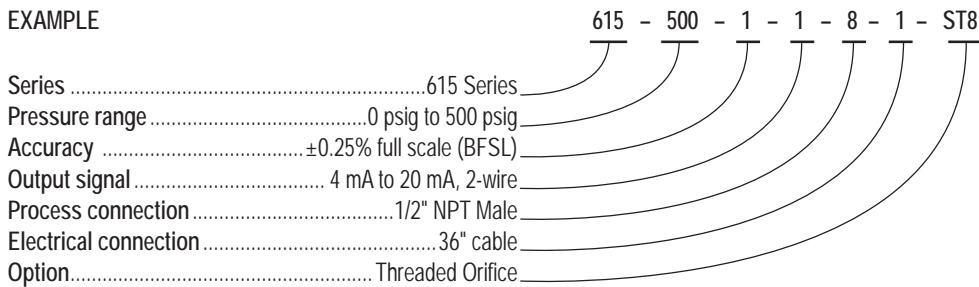 EXAMPLE 615 – 500 – 1 – 1 – 8 – 1 – ST8
Series ..................................................................615 Series
Pressure range..........................................0 psig to 500 psig
Accuracy ........................................±0.25% full scale (BFSL)
Output signal..................................... 4 mA to 20 mA, 2-wire
Process connection.......................................1/2" NPT Male
Electrical connection.............................................36" cable
Option.......................................................... Threaded Orifice